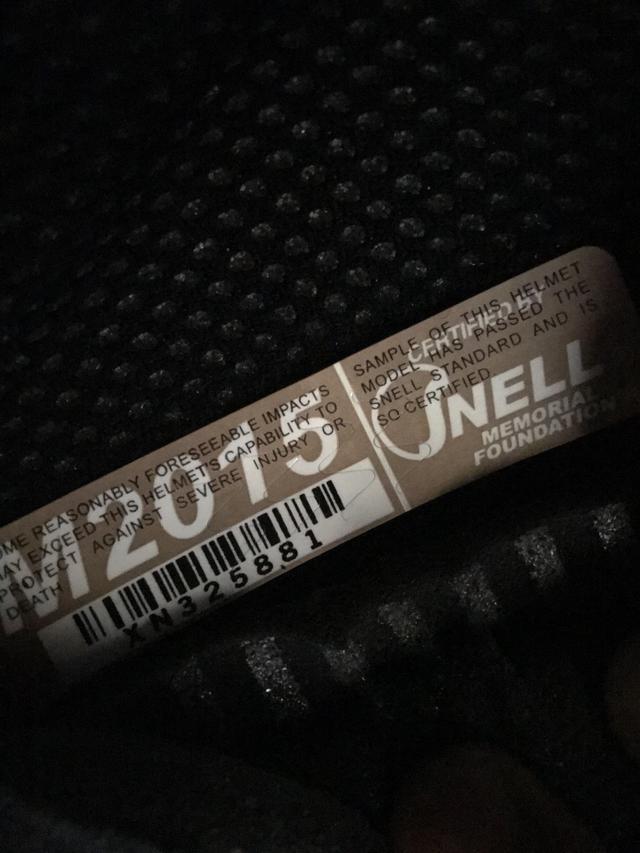 OME REASONABLY FORESEEABLE IMPACTS
MAY EXCEED THIS HELMET'S CAPABILITY TO
PROTECT AGAINST SEVERE INJURY OR
DEATH
M2015
XN325881
SAMPLE OF THIS HELMET
MODEL HAS PASSED THE
SNELL STANDARD AND IS
SO CERTIFIED
CERTIFIED BY
SNELL
MEMORIAL
FOUNDATION